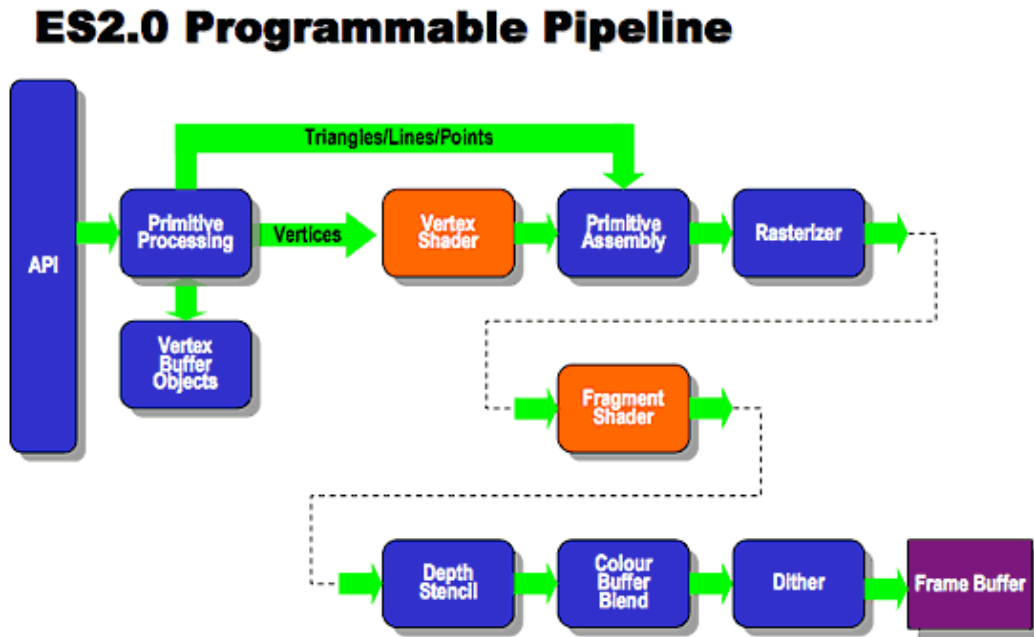 ES2.0 Programmable Pipeline
Triangles/Lines/Points
API
Primitive
Processing
Vertices
Vertex
Shader
Primitive
Assembly
Rasterizer
Vertex
Buffer
Objects
Fragment
Shader
Depth
Stencil
Colour
Buffer
Blend
Dither
Frame Buffer